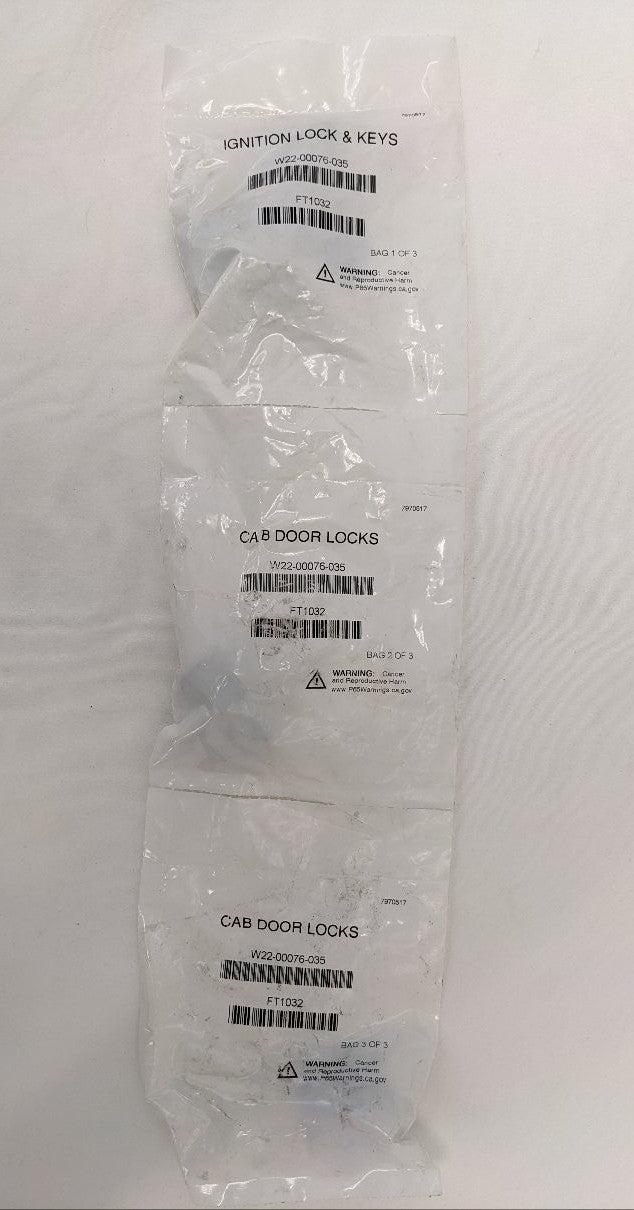 IGNITION LOCK & KEYS
W22-00076-035
FT1032
BAG 1 OF 3
WARNING: Cancer
and Reproductive Harm
www.P65Warnings.ca.gov
7970517
CAB DOOR LOCKS
W22-00076-035
FT1032
BAG 2 OF 3
WARNING: Cancer
and Reproductive Harm
www.P65Warnings.ca.gov
7970517
CAB DOOR LOCKS
W22-00076-035
FT1032
BAG 3 OF 3
WARNING: Cancer
and Reproductive Harm
www.P65Warnings.ca.gov